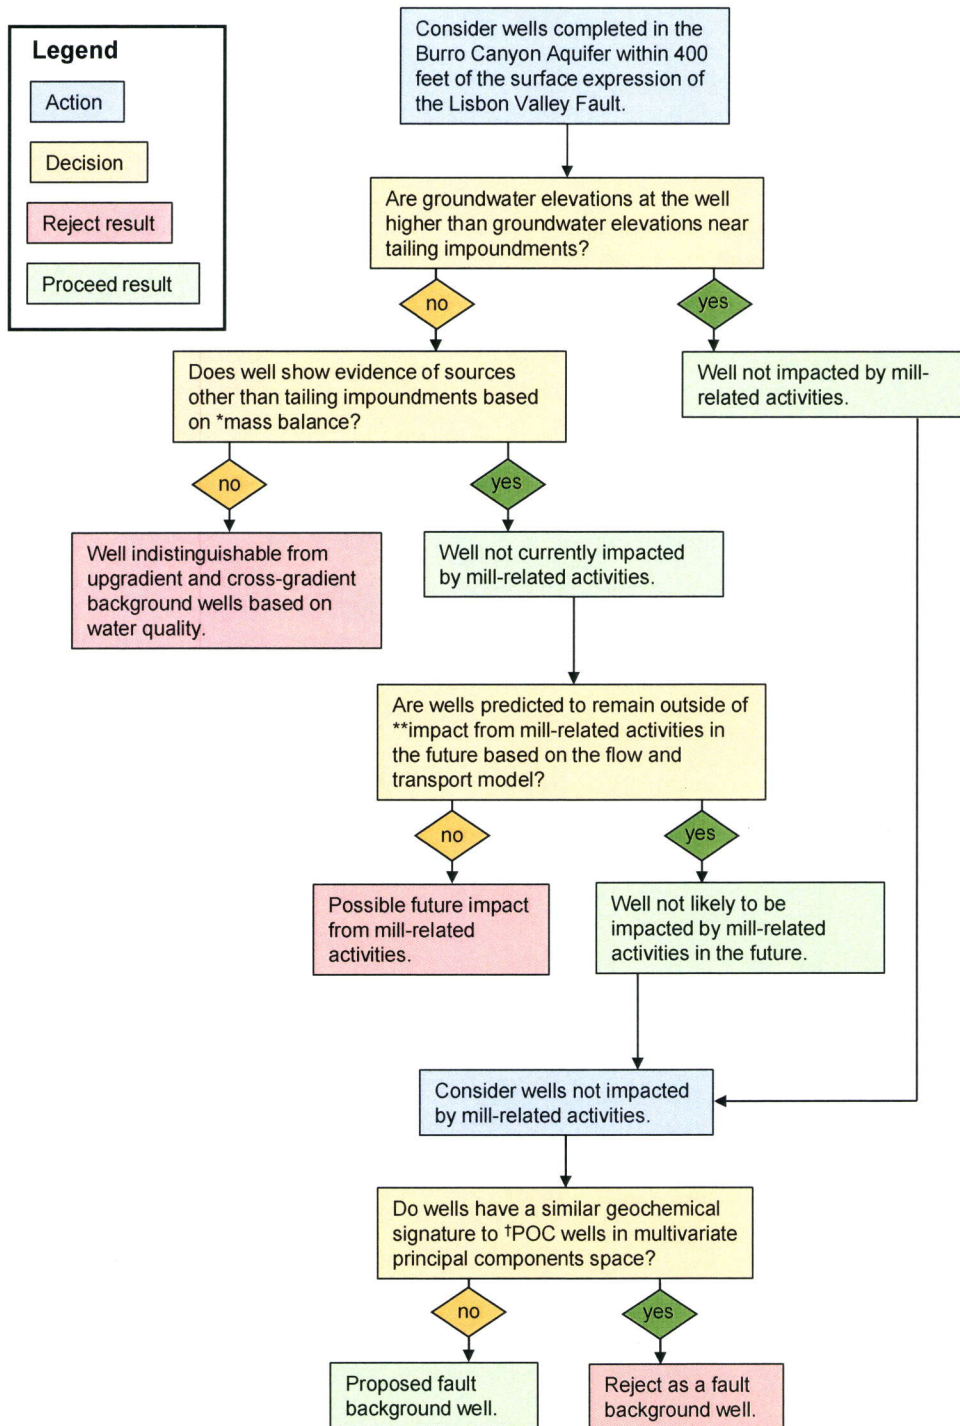 Legend
Action
Decision
Reject result
Proceed result
Consider wells completed in the
Burro Canyon Aquifer within 400
feet of the surface expression of
the Lisbon Valley Fault.
Are groundwater elevations at the well
higher than groundwater elevations near
tailing impoundments?
no
yes
Does well show evidence of sources
other than tailing impoundments based
on *mass balance?
Well not impacted by mill-
related activities.
no
yes
Well indistinguishable from
upgradient and cross-gradient
background wells based on
water quality.
Well not currently impacted
by mill-related activities.
Are wells predicted to remain outside of
**impact from mill-related activities in
the future based on the flow and
transport model?
no
yes
Possible future impact
from mill-related
activities.
Well not likely to be
impacted by mill-related
activities in the future.
Consider wells not impacted
by mill-related activities.
Do wells have a similar geochemical
signature to †POC wells in multivariate
principal components space?
no
yes
Proposed fault
background well.
Reject as a fault
background well.